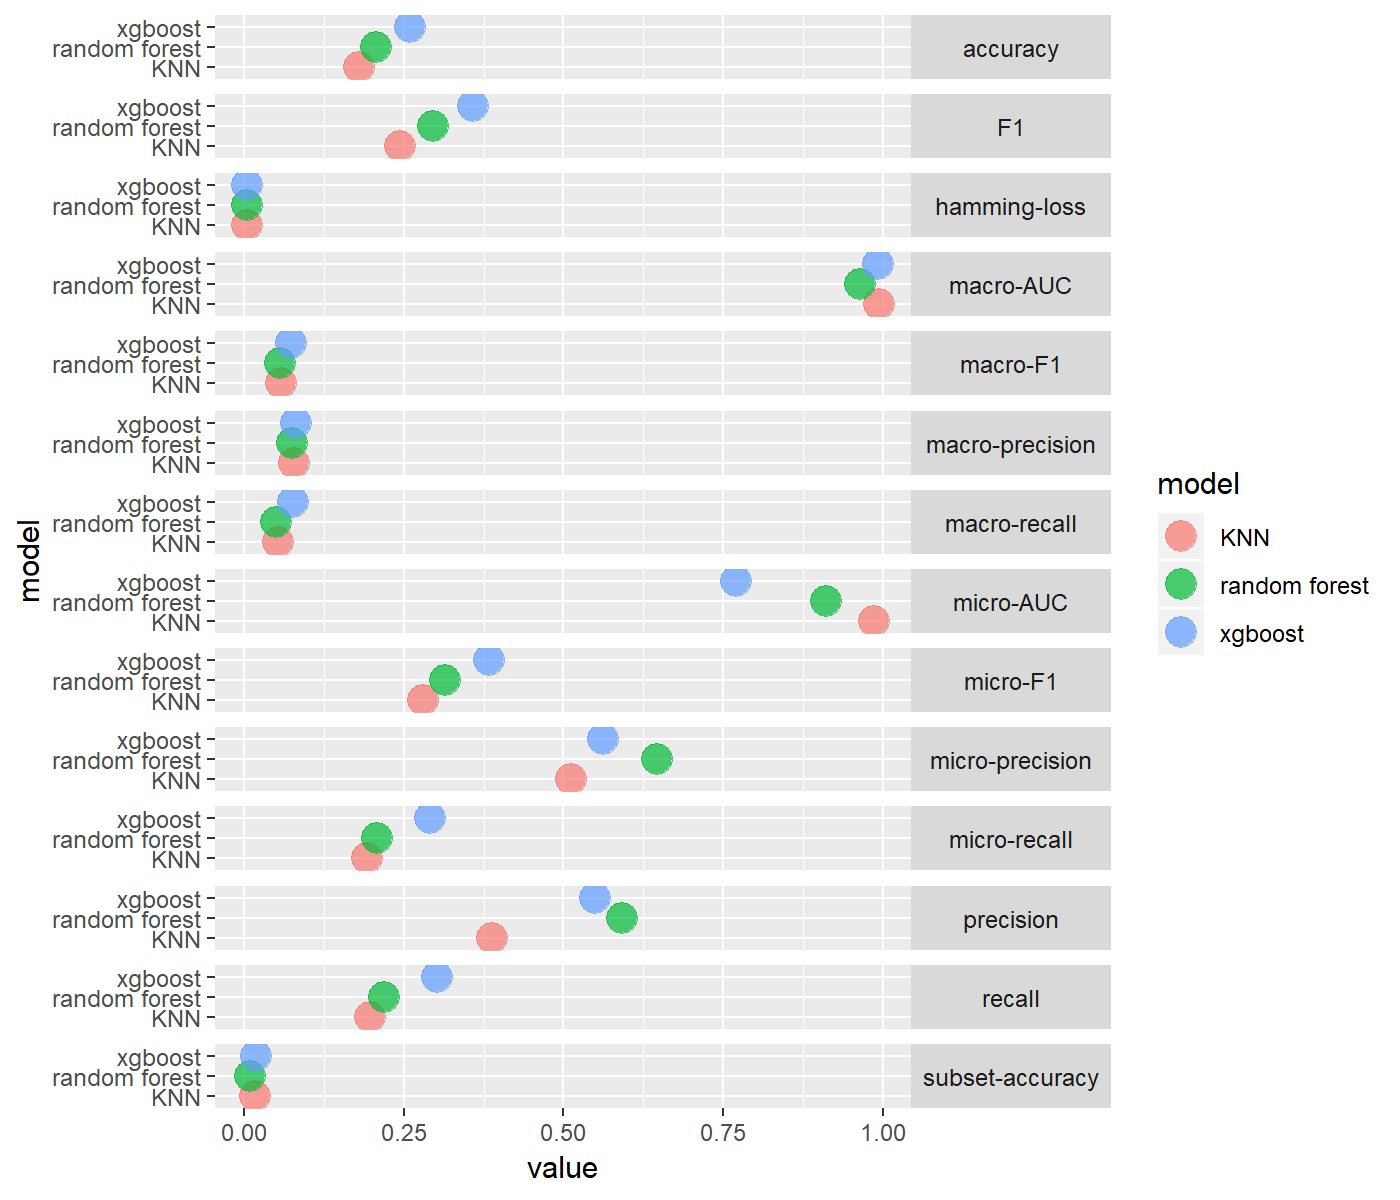 xgboost
random forest
KNN
accuracy
xgboost
random forest
KNN
F1
xgboost
random forest
KNN
hamming-loss
xgboost
random forest
KNN
macro-AUC
xgboost
random forest
KNN
macro-F1
xgboost
random forest
KNN
macro-precision
xgboost
random forest
KNN
macro-recall
xgboost
random forest
KNN
micro-AUC
xgboost
random forest
KNN
micro-F1
xgboost
random forest
KNN
micro-precision
xgboost
random forest
KNN
micro-recall
xgboost
random forest
KNN
precision
xgboost
random forest
KNN
recall
xgboost
random forest
KNN
subset-accuracy
0.00 0.25 0.50 0.75 1.00
value
model
model
KNN
random forest
xgboost